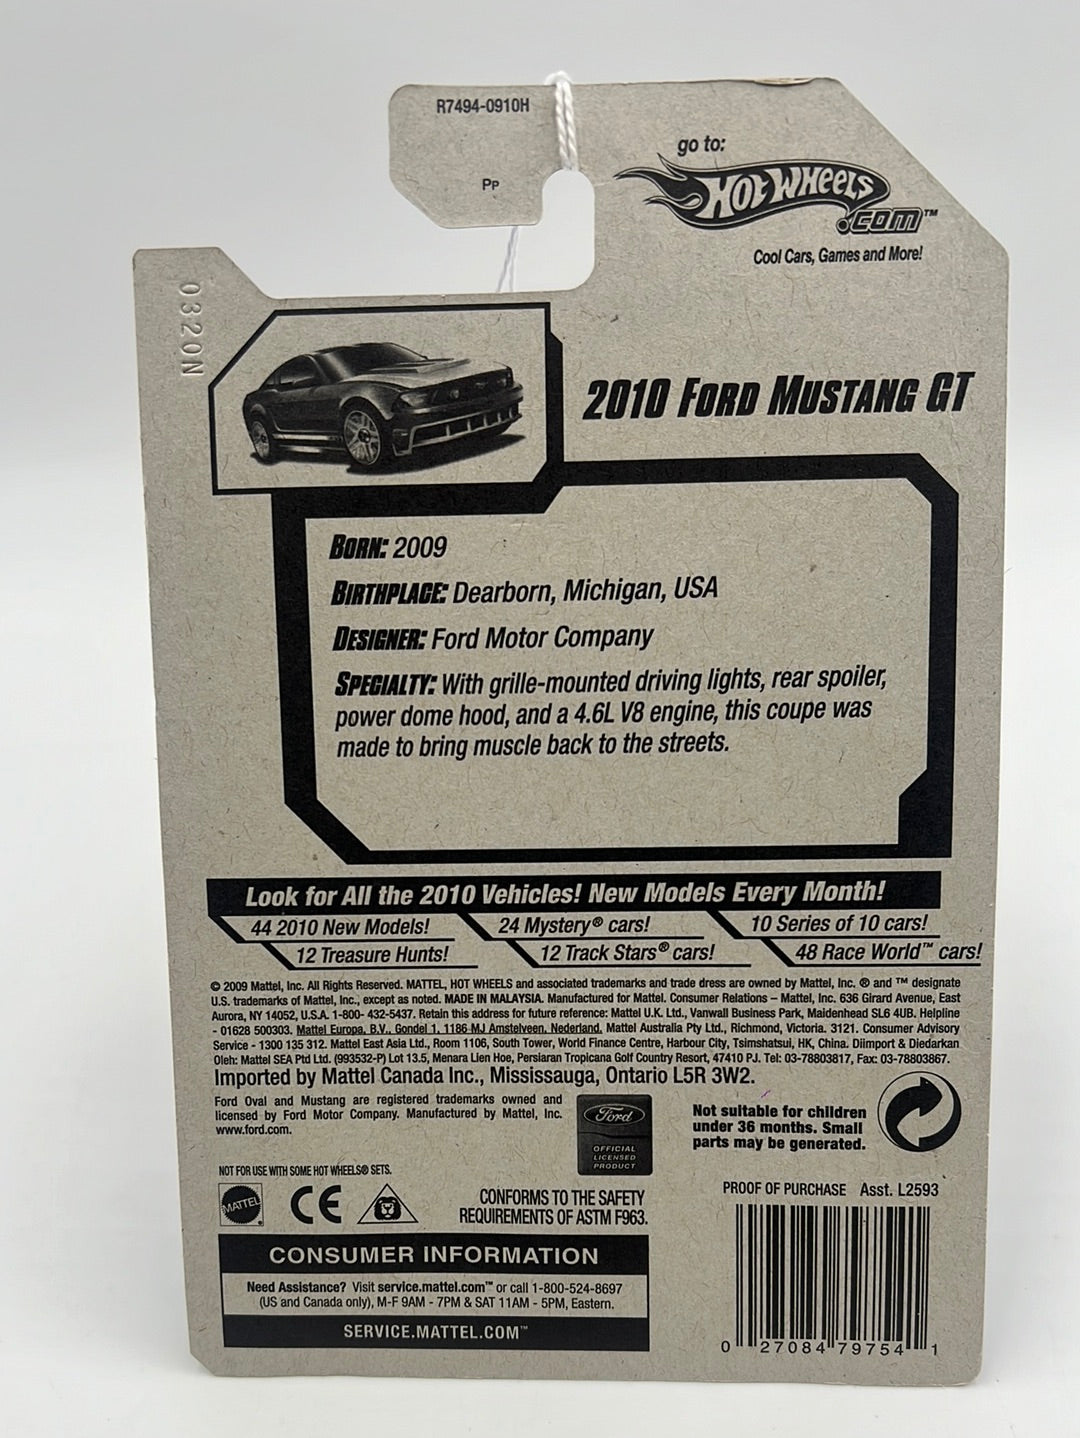 R7494-0910H
Pp
go to:
HOT WHEELS
.COM™
Cool Cars, Games and More!
0320N
2010 FORD MUSTANG GT
BORN: 2009
BIRTHPLACE: Dearborn, Michigan, USA
DESIGNER: Ford Motor Company
SPECIALTY: With grille-mounted driving lights, rear spoiler,
power dome hood, and a 4.6L V8 engine, this coupe was
made to bring muscle back to the streets.
Look for All the 2010 Vehicles! New Models Every Month!
44 2010 New Models! 24 Mystery® cars! 10 Series of 10 cars!
12 Treasure Hunts! 12 Track Stars® cars! 48 Race World™ cars!
© 2009 Mattel, Inc. All Rights Reserved. MATTEL, HOT WHEELS and associated trademarks and trade dress are owned by Mattel, Inc. ® and ™ designate
U.S. trademarks of Mattel, Inc., except as noted. MADE IN MALAYSIA. Manufactured for Mattel. Consumer Relations – Mattel, Inc. 636 Girard Avenue, East
Aurora, NY 14052, U.S.A. 1-800- 432-5437. Retain this address for future reference: Mattel U.K. Ltd., Vanwall Business Park, Maidenhead SL6 4UB. Helpline
- 01628 500303. Mattel Europa, B.V., Gondel 1, 1186 MJ Amstelveen, Nederland. Mattel Australia Pty Ltd., Richmond, Victoria. 3121. Consumer Advisory
Service - 1300 135 312. Mattel East Asia Ltd., Room 1106, South Tower, World Finance Centre, Harbour City, Tsimshatsui, HK, China. Diimport & Diedarkan
Oleh: Mattel SEA Ptd Ltd. (993532-P) Lot 13.5, Menara Lien Hoe, Persiaran Tropicana Golf Country Resort, 47410 PJ. Tel: 03-78803817, Fax: 03-78803867.
Imported by Mattel Canada Inc., Mississauga, Ontario L5R 3W2.
Ford Oval and Mustang are registered trademarks owned and
licensed by Ford Motor Company. Manufactured by Mattel, Inc.
www.ford.com.
Ford
OFFICIAL
LICENSED
PRODUCT
Not suitable for children
under 36 months. Small
parts may be generated.
NOT FOR USE WITH SOME HOT WHEELS® SETS.
MATTEL
CE
CONFORMS TO THE SAFETY
REQUIREMENTS OF ASTM F963.
PROOF OF PURCHASE Asst. L2593
CONSUMER INFORMATION
Need Assistance? Visit service.mattel.com™ or call 1-800-524-8697
(US and Canada only), M-F 9AM - 7PM & SAT 11AM - 5PM, Eastern.
SERVICE.MATTEL.COM™
0 27084 79754 1